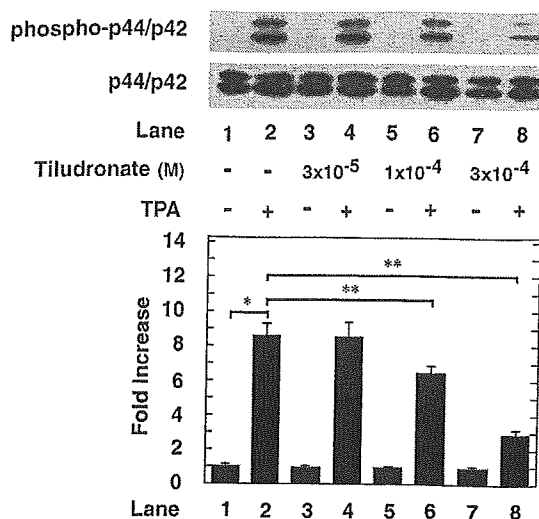 phospho-p44/p42
p44/p42
Lane 1 2 3 4 5 6 7 8
Tiludronate (M) - - 3x10⁻⁵ 1x10⁻⁴ 3x10⁻⁴
TPA - + - + - + - +
14
12
10
8
6
4
2
0
Fold Increase
*
**
**
Lane 1 2 3 4 5 6 7 8